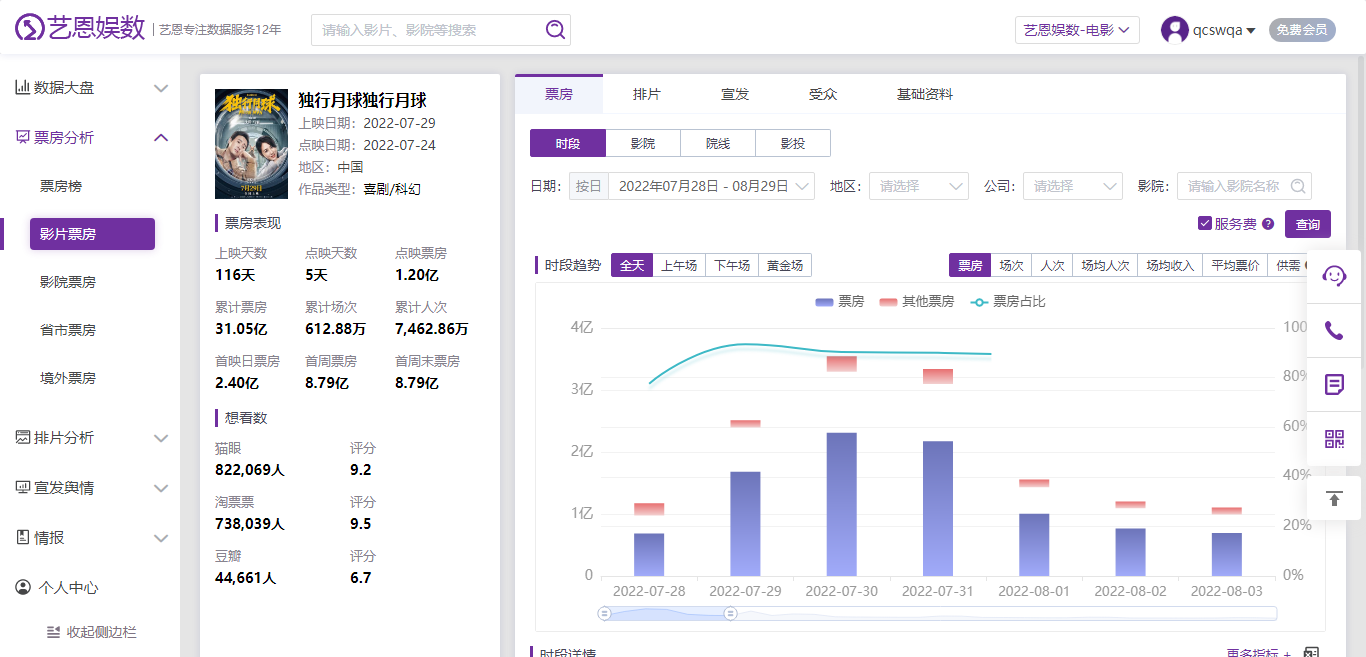 艺恩娱数 艺恩专注数据服务12年 请输入影片、影院等搜索 艺恩娱数-电影 qcswqa 免费会员
数据大盘
票房分析
票房榜
影片票房
影院票房
省市票房
境外票房
排片分析
宣发舆情
情报
个人中心
收起侧边栏
独行月球
7月29日
独行月球独行月球
上映日期：2022-07-29
点映日期：2022-07-24
地区：中国
作品类型：喜剧/科幻
票房表现
上映天数 点映天数 点映票房
116天 5天 1.20亿
累计票房 累计场次 累计人次
31.05亿 612.88万 7,462.86万
首映日票房 首周票房 首周末票房
2.40亿 8.79亿 8.79亿
想看数
猫眼 评分
822,069人 9.2
淘票票 评分
738,039人 9.5
豆瓣 评分
44,661人 6.7
票房 排片 宣发 受众 基础资料
时段 影院 院线 影投
日期： 按日 2022年07月28日 - 08月29日 地区： 请选择 公司： 请选择 影院： 请输入影院名称
服务费 查询
时段趋势 全天 上午场 下午场 黄金场 票房 场次 人次 场均人次 场均收入 平均票价 供需
票房 其他票房 票房占比
4亿 100
3亿 80%
2亿 60%
40%
1亿
20%
0 0%
2022-07-28 2022-07-29 2022-07-30 2022-07-31 2022-08-01 2022-08-02 2022-08-03
时段详情 更多指标 +